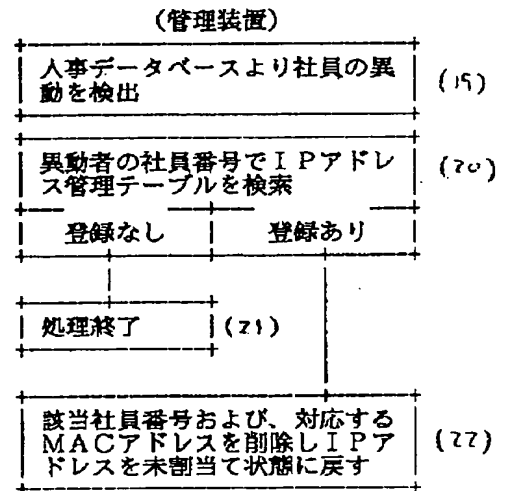 (管理装置)
人事データベースより社員の異
動を検出
(19)
異動者の社員番号でIPアドレ
ス管理テーブルを検索
(20)
登録なし 登録あり
処理終了 (21)
該当社員番号および、対応する
MACアドレスを削除しIPア
ドレスを未割当て状態に戻す
(22)